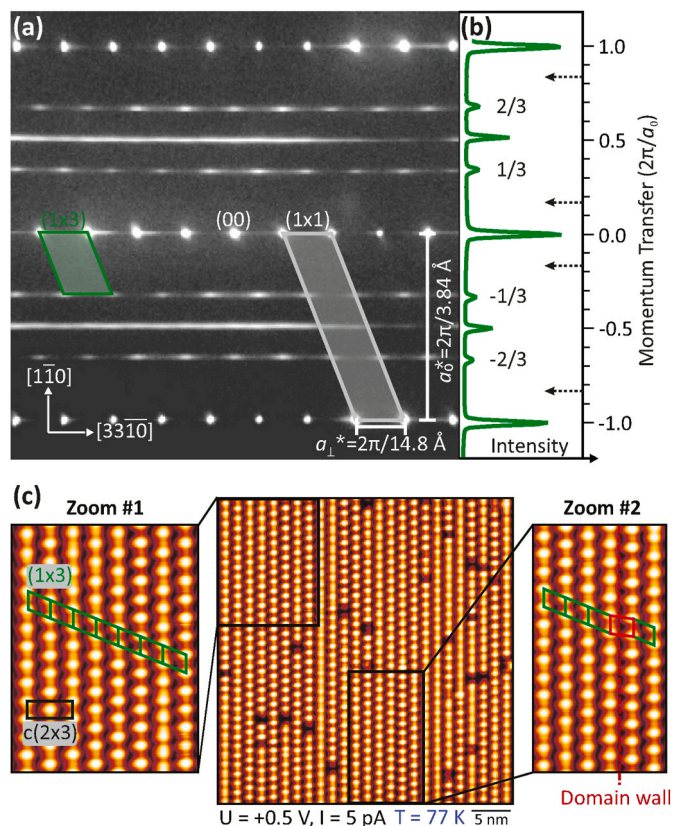 (a)
(b)
1.0
2/3
0.5
1/3
(1x3)
(00)
(1x1)
0.0
a₀*=2π/3.84 Å
-1/3
-0.5
-2/3
Momentum Transfer (2π/a₀)
[11̅0]
[333̅1̅0̅]
a⊥*=2π/14.8 Å
-1.0
Intensity
(c)
Zoom #1
Zoom #2
(1x3)
c(2x3)
Domain wall
U = +0.5 V, I = 5 pA T = 77 K 5 nm